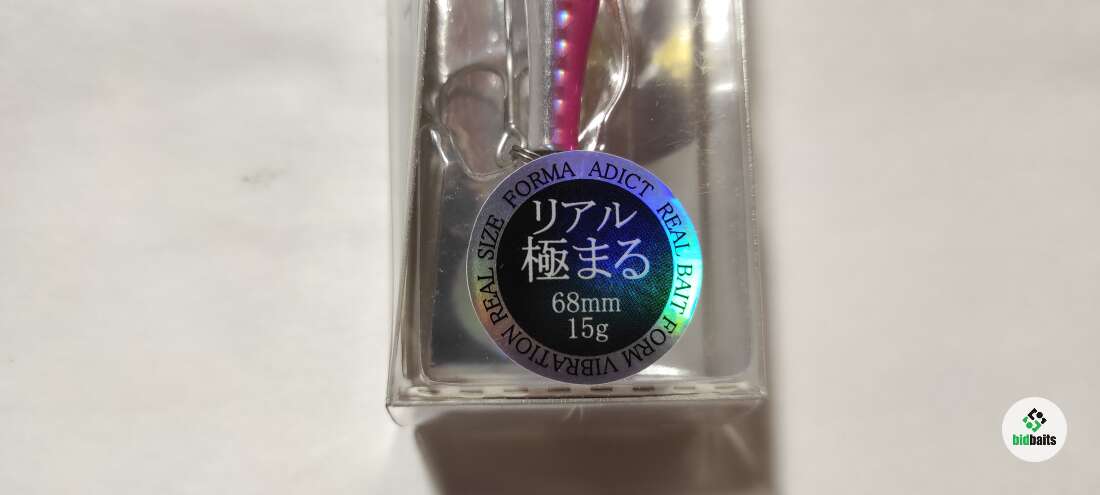 FORMA ADICT REAL BAIT FORM VIBRATION REAL SIZE
リアル
極まる
68mm
15g
bidbaits